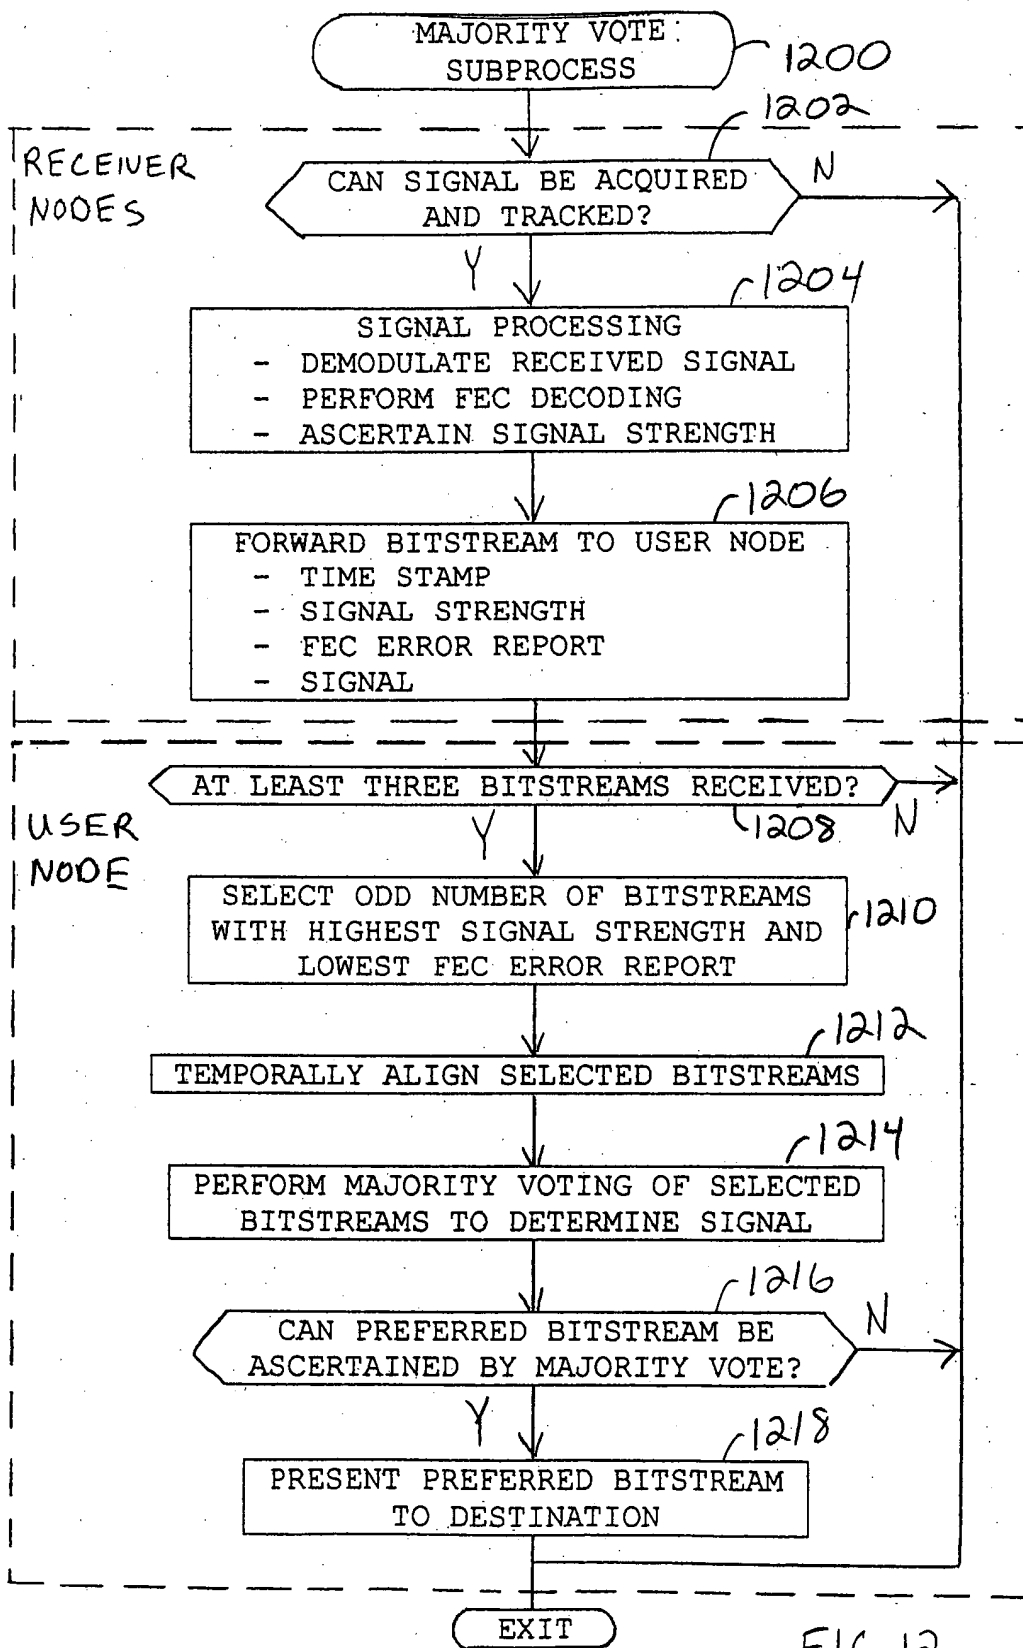 MAJORITY VOTE
SUBPROCESS
1200
1202
RECEIVER
NODES
CAN SIGNAL BE ACQUIRED
AND TRACKED?
N
Y
1204
SIGNAL PROCESSING
- DEMODULATE RECEIVED SIGNAL
- PERFORM FEC DECODING
- ASCERTAIN SIGNAL STRENGTH
1206
FORWARD BITSTREAM TO USER NODE
- TIME STAMP
- SIGNAL STRENGTH
- FEC ERROR REPORT
- SIGNAL
AT LEAST THREE BITSTREAMS RECEIVED?
USER
NODE
Y
1208
N
SELECT ODD NUMBER OF BITSTREAMS
WITH HIGHEST SIGNAL STRENGTH AND
LOWEST FEC ERROR REPORT
1210
1212
TEMPORALLY ALIGN SELECTED BITSTREAMS
1214
PERFORM MAJORITY VOTING OF SELECTED
BITSTREAMS TO DETERMINE SIGNAL
1216
CAN PREFERRED BITSTREAM BE
ASCERTAINED BY MAJORITY VOTE?
N
Y
1218
PRESENT PREFERRED BITSTREAM
TO DESTINATION
EXIT
FIG 12